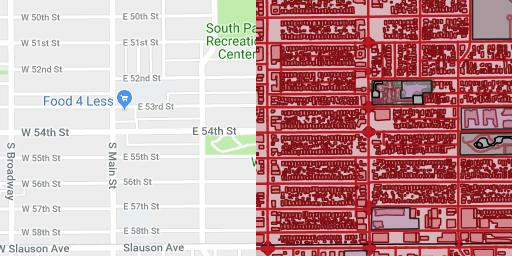 W 50th St
E 50th St
South Pa
W 51st St
E 51st St
Recreati
Center
W 52nd St
E 52nd St
Food 4 Less
E 53rd St
W 54th St
E 54th St
S Broadway
S Main St
W 55th St
E 55th St
W 56th St
56th St
W 57th St
E 57th St
W 58th St
E 58th St
W Slauson Ave
Slauson Ave